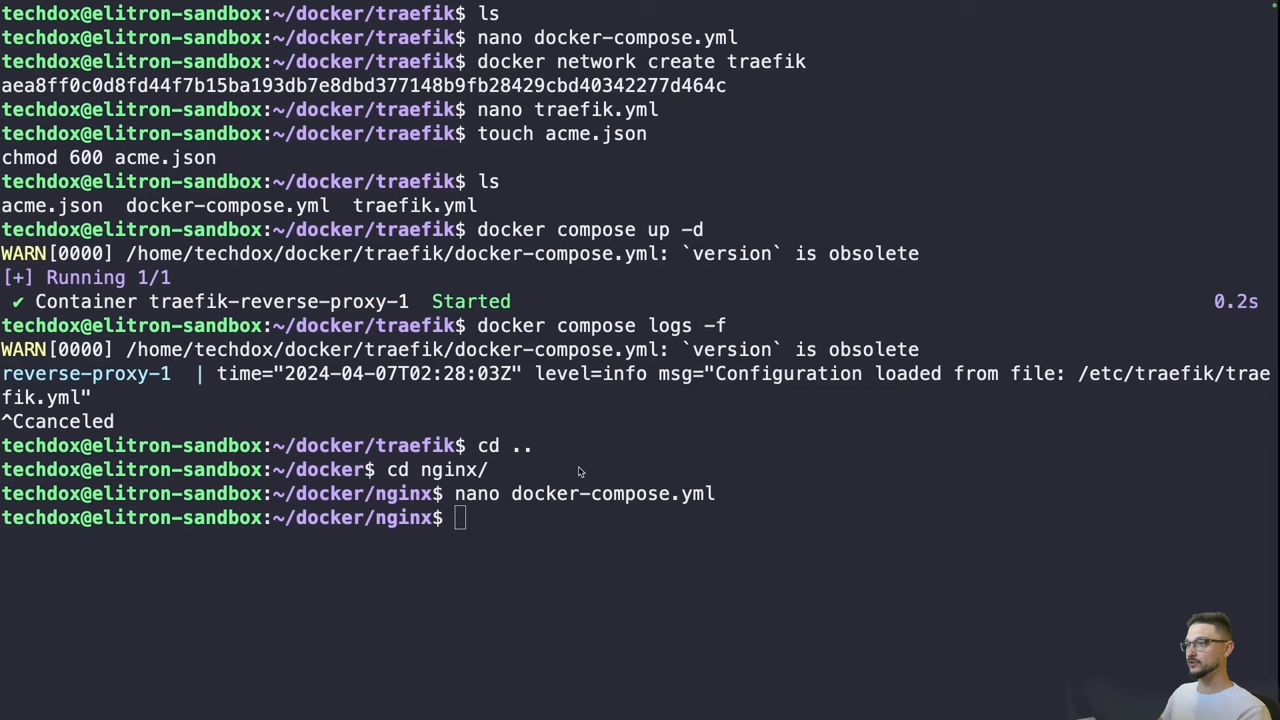 techdox@elitron-sandbox:~/docker/traefik$ ls
techdox@elitron-sandbox:~/docker/traefik$ nano docker-compose.yml
techdox@elitron-sandbox:~/docker/traefik$ docker network create traefik
aea8ff0c0d8fd44f7b15ba193db7e8dbd377148b9fb28429cbd40342277d464c
techdox@elitron-sandbox:~/docker/traefik$ nano traefik.yml
techdox@elitron-sandbox:~/docker/traefik$ touch acme.json
chmod 600 acme.json
techdox@elitron-sandbox:~/docker/traefik$ ls
acme.json  docker-compose.yml  traefik.yml
techdox@elitron-sandbox:~/docker/traefik$ docker compose up -d
WARN[0000] /home/techdox/docker/traefik/docker-compose.yml: `version` is obsolete
[+] Running 1/1
✔ Container traefik-reverse-proxy-1  Started 0.2s
techdox@elitron-sandbox:~/docker/traefik$ docker compose logs -f
WARN[0000] /home/techdox/docker/traefik/docker-compose.yml: `version` is obsolete
reverse-proxy-1  | time="2024-04-07T02:28:03Z" level=info msg="Configuration loaded from file: /etc/traefik/trae
fik.yml"
^Ccanceled
techdox@elitron-sandbox:~/docker/traefik$ cd ..
techdox@elitron-sandbox:~/docker$ cd nginx/
techdox@elitron-sandbox:~/docker/nginx$ nano docker-compose.yml
techdox@elitron-sandbox:~/docker/nginx$